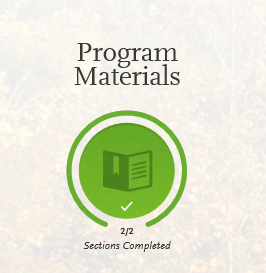 Program
Materials
2/2
Sections Completed